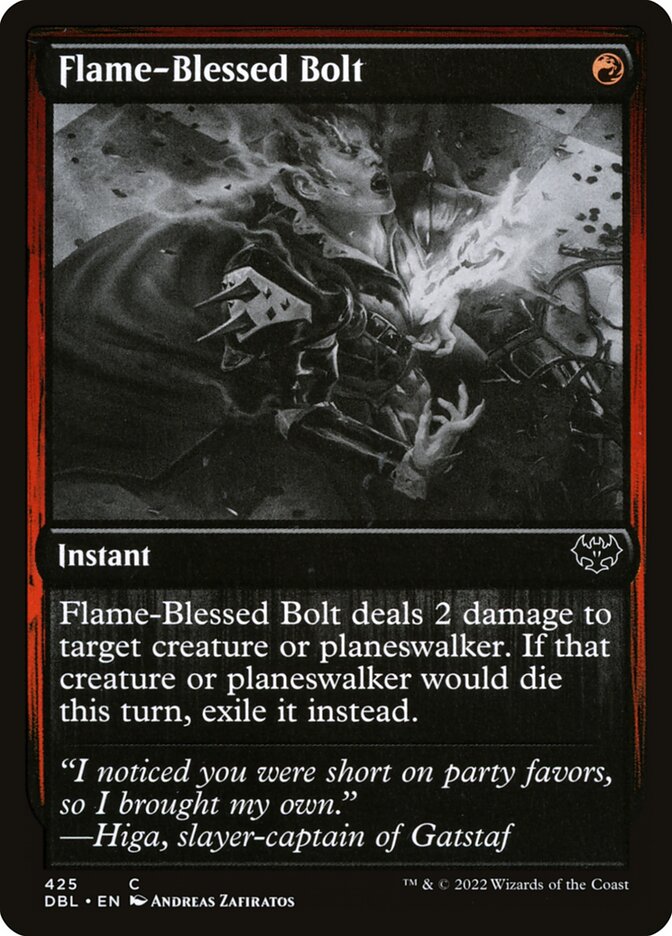 Flame-Blessed Bolt
Instant
Flame-Blessed Bolt deals 2 damage to
target creature or planeswalker. If that
creature or planeswalker would die
this turn, exile it instead.
“I noticed you were short on party favors,
so I brought my own.”
—Higa, slayer-captain of Gatstaf
425 C
DBL • EN Andreas Zafiratos
™ & © 2022 Wizards of the Coast